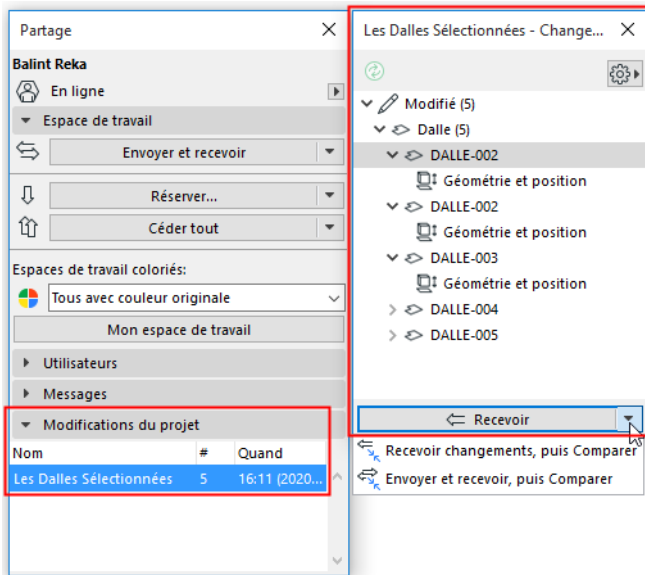 Partage
Balint Reka
En ligne
Espace de travail
Envoyer et recevoir
Réserver...
Céder tout
Espaces de travail coloriés:
Tous avec couleur originale
Mon espace de travail
Utilisateurs
Messages
Modifications du projet
Nom # Quand
Les Dalles Sélectionnées 5 16:11 (2020...
Les Dalles Sélectionnées - Change...
Modifié (5)
Dalle (5)
DALLE-002
Géométrie et position
DALLE-002
Géométrie et position
DALLE-003
Géométrie et position
DALLE-004
DALLE-005
Recevoir
Recevoir changements, puis Comparer
Envoyer et recevoir, puis Comparer